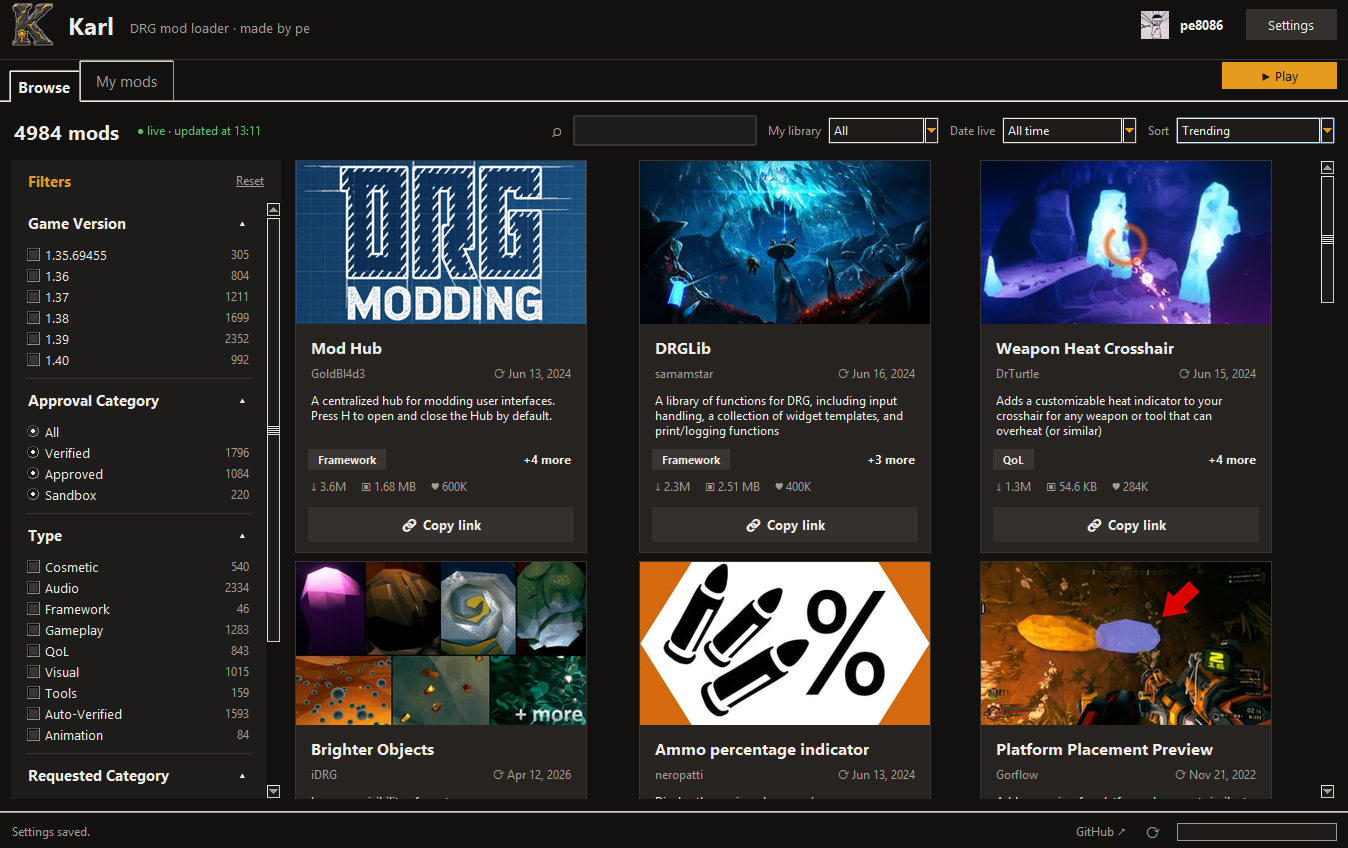 Karl
DRG mod loader · made by pe
pe8086
Settings
Browse
My mods
► Play
4984 mods
● live · updated at 13:11
My library
All
Date live
All time
Sort
Trending
Filters
Reset
Game Version
1.35.69455 305
1.36 804
1.37 1211
1.38 1699
1.39 2352
1.40 992
Approval Category
All
Verified 1796
Approved 1084
Sandbox 220
Type
Cosmetic 540
Audio 2334
Framework 46
Gameplay 1283
QoL 843
Visual 1015
Tools 159
Auto-Verified 1593
Animation 84
Requested Category
DRG
MODDING
Mod Hub
GoldBl4d3 Jun 13, 2024
A centralized hub for modding user interfaces.
Press H to open and close the Hub by default.
Framework +4 more
↓ 3.6M 1.68 MB ♥ 600K
Copy link
DRGLib
samamstar Jun 16, 2024
A library of functions for DRG, including input
handling, a collection of widget templates, and
print/logging functions
Framework +3 more
↓ 2.3M 2.51 MB ♥ 400K
Copy link
Weapon Heat Crosshair
DrTurtle Jun 15, 2024
Adds a customizable heat indicator to your
crosshair for any weapon or tool that can
overheat (or similar)
QoL +4 more
↓ 1.3M 54.6 KB ♥ 284K
Copy link
+ more
Brighter Objects
iDRG Apr 12, 2026
%
Ammo percentage indicator
neropatti Jun 13, 2024
Platform Placement Preview
Gorflow Nov 21, 2022
Settings saved.
GitHub ↗